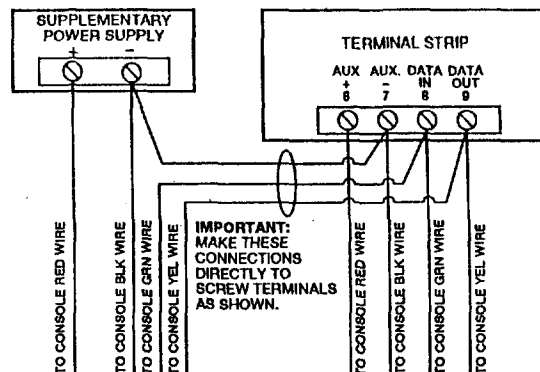 SUPPLEMENTARY
POWER SUPPLY
+ -
TERMINAL STRIP
AUX AUX. DATA DATA
+ - IN OUT
6 7 8 9
IMPORTANT:
MAKE THESE
CONNECTIONS
DIRECTLY TO
SCREW TERMINALS
AS SHOWN.
TO CONSOLE RED WIRE
TO CONSOLE BLK WIRE
TO CONSOLE GRN WIRE
TO CONSOLE YEL WIRE
TO CONSOLE RED WIRE
TO CONSOLE BLK WIRE
TO CONSOLE GRN WIRE
TO CONSOLE YEL WIRE